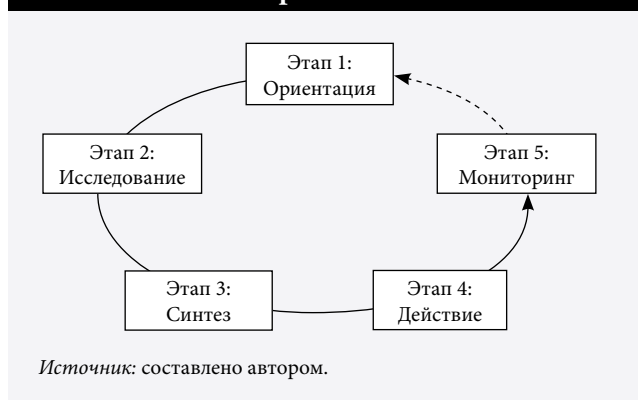 Этап 1:
Ориентация
Этап 2:
Исследование
Этап 5:
Мониторинг
Этап 3:
Синтез
Этап 4:
Действие
Источник: составлено автором.